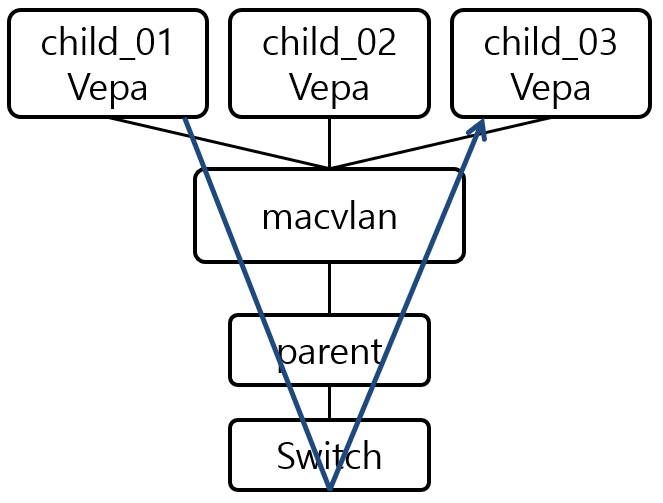 child_01
Vepa
child_02
Vepa
child_03
Vepa
macvlan
parent
Switch